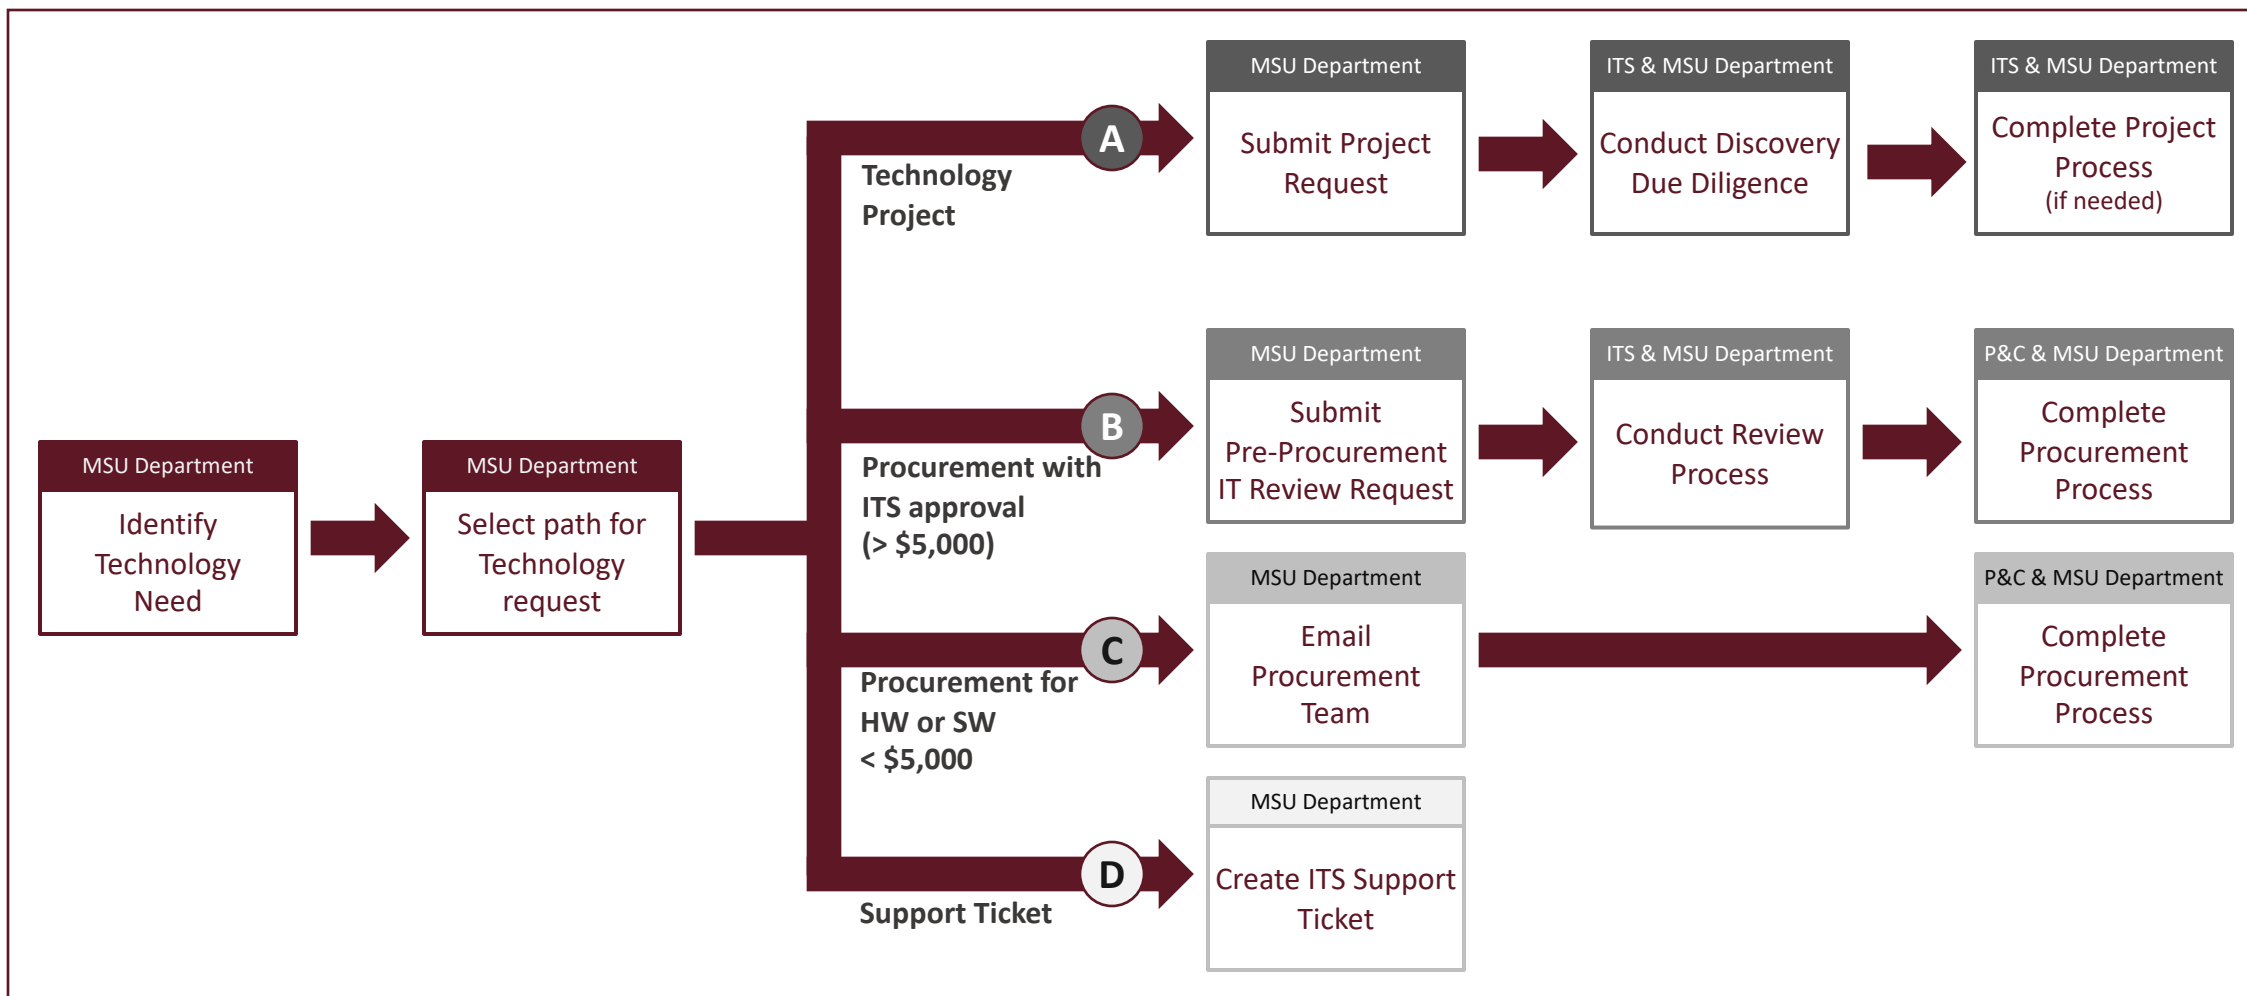 MSU Department
Identify
Technology
Need
MSU Department
Select path for
Technology
request
A
Technology
Project
MSU Department
Submit Project
Request
ITS & MSU Department
Conduct Discovery
Due Diligence
ITS & MSU Department
Complete Project
Process
(if needed)
B
Procurement with
ITS approval
(> $5,000)
MSU Department
Submit
Pre-Procurement
IT Review Request
ITS & MSU Department
Conduct Review
Process
P&C & MSU Department
Complete
Procurement
Process
C
Procurement for
HW or SW
< $5,000
MSU Department
Email
Procurement
Team
P&C & MSU Department
Complete
Procurement
Process
D
Support Ticket
MSU Department
Create ITS Support
Ticket